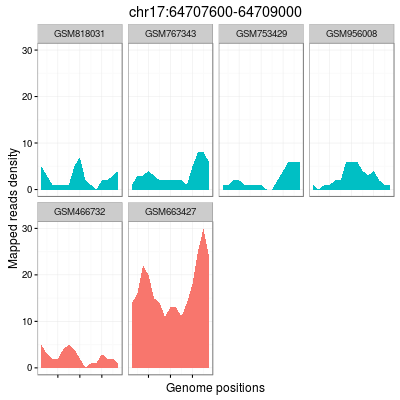 chr17:64707600-64709000
GSM818031 GSM767343 GSM753429 GSM956008
30
20
10
0
Mapped reads density
GSM466732 GSM663427
30
20
10
0
Genome positions